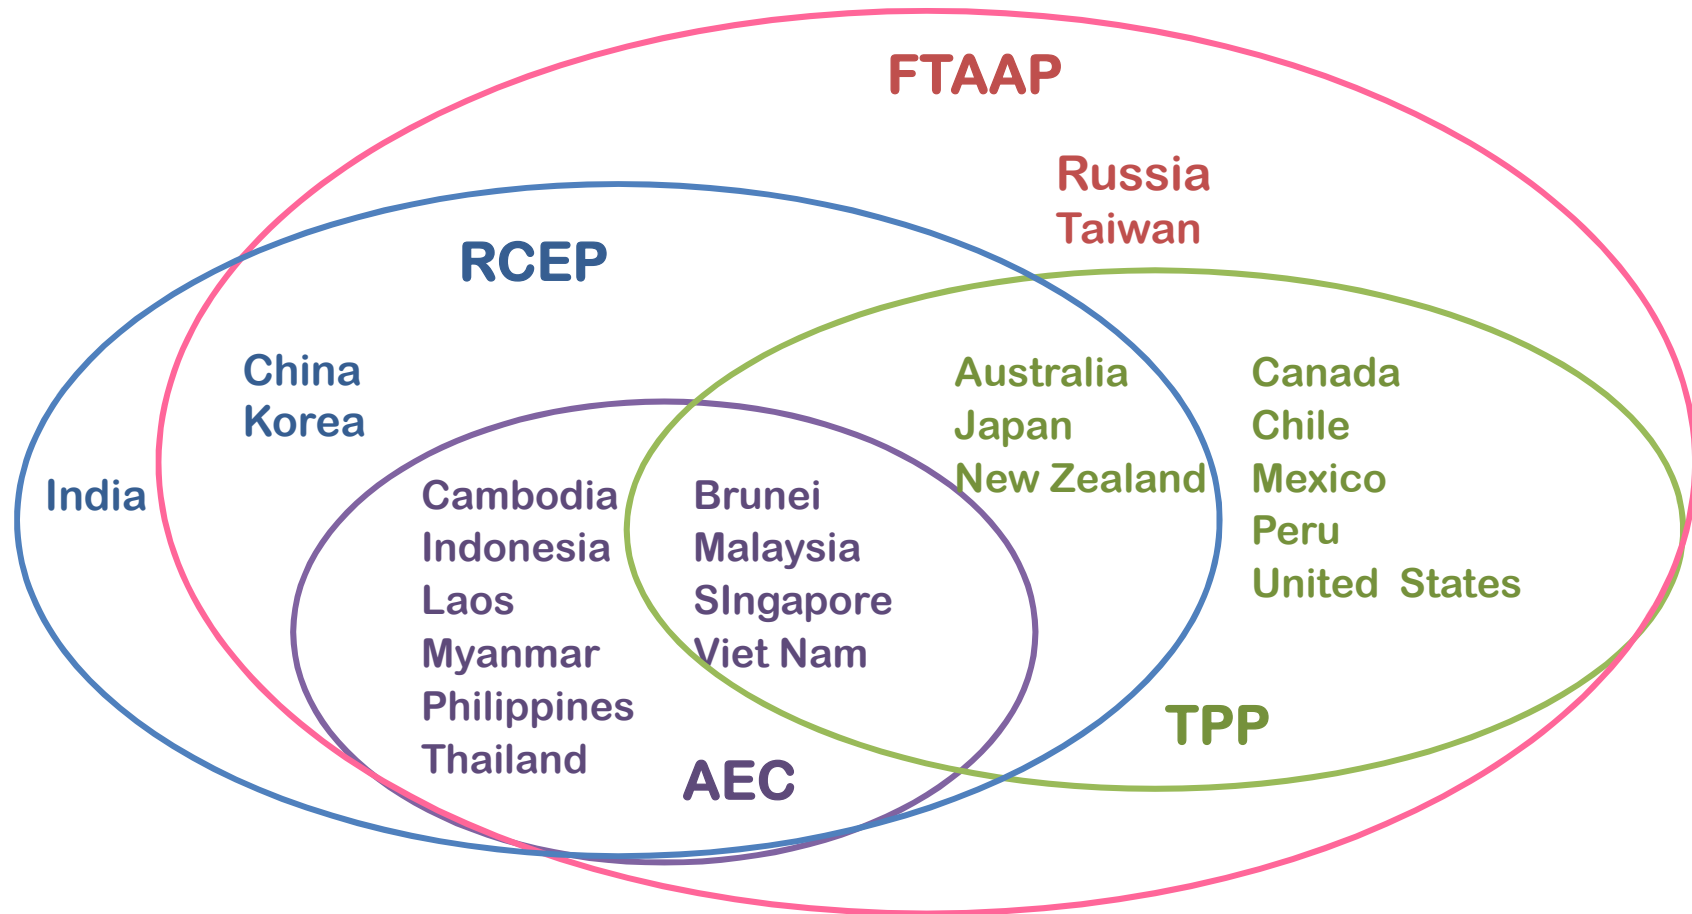 FTAAP
Russia
Taiwan
RCEP
China
Korea
India
Australia
Japan
New Zealand
Canada
Chile
Mexico
Peru
United States
Cambodia
Indonesia
Laos
Myanmar
Philippines
Thailand
Brunei
Malaysia
SIngapore
Viet Nam
TPP
AEC